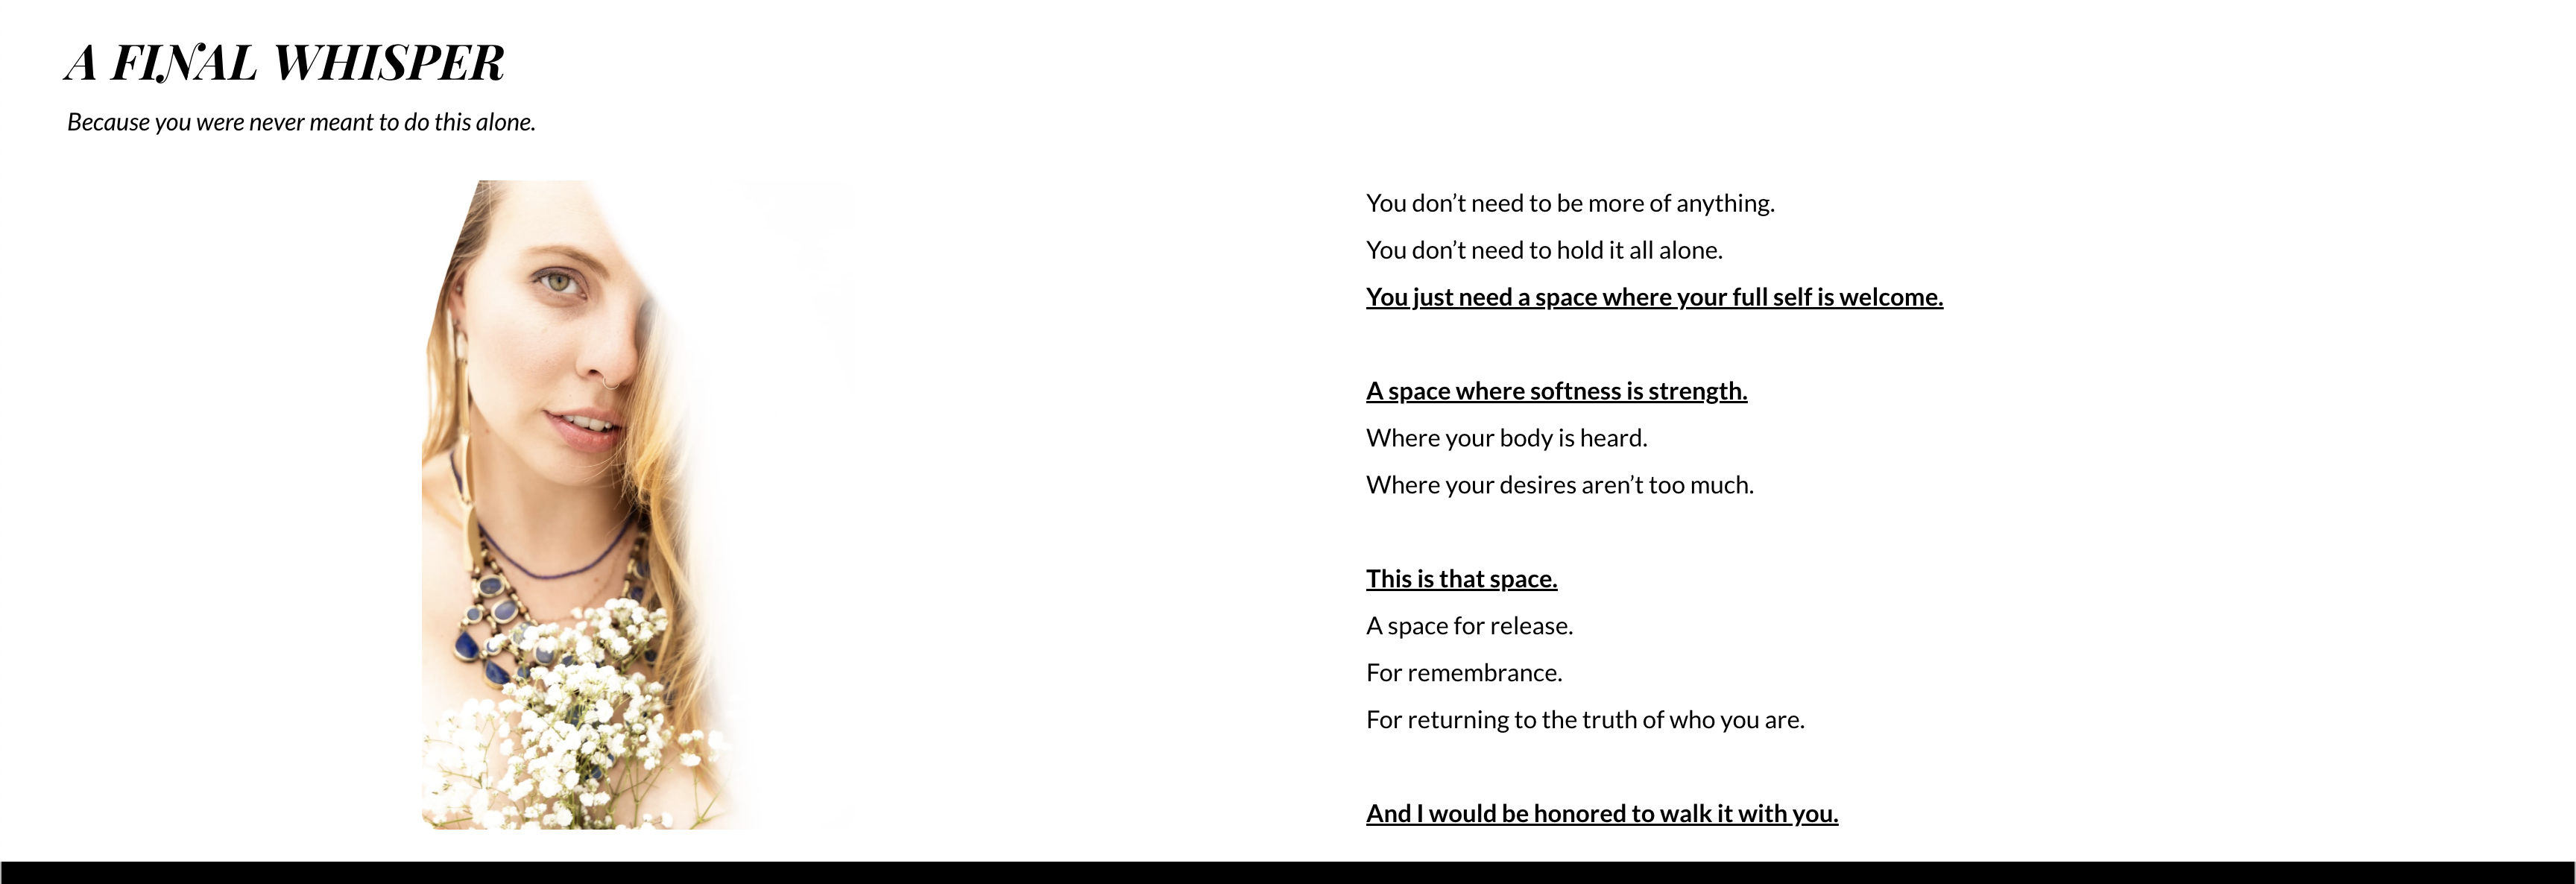 A FINAL WHISPER
Because you were never meant to do this alone.
You don’t need to be more of anything.
You don’t need to hold it all alone.
You just need a space where your full self is welcome.
A space where softness is strength.
Where your body is heard.
Where your desires aren’t too much.
This is that space.
A space for release.
For remembrance.
For returning to the truth of who you are.
And I would be honored to walk it with you.